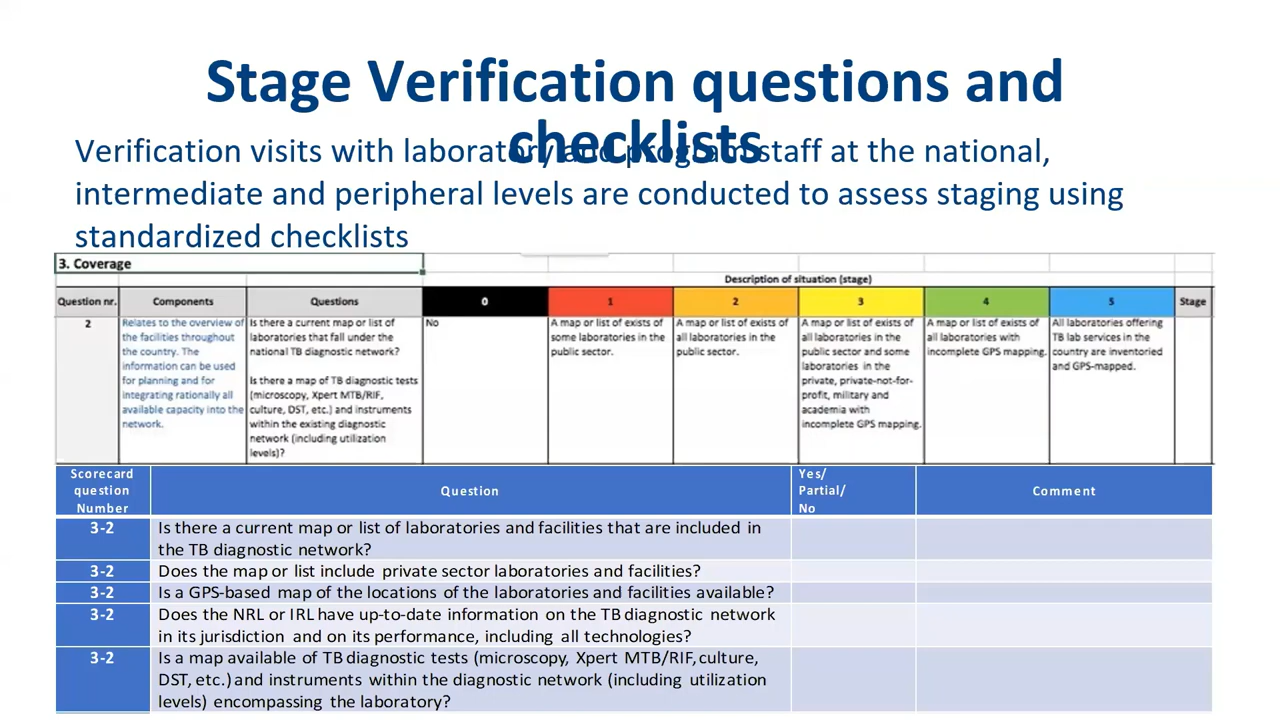 Stage Verification questions and
checklists
Verification visits with laboratory and program staff at the national,
intermediate and peripheral levels are conducted to assess staging using
standardized checklists
3. Coverage
Description of situation (stage)
Question nr. Components Questions 0 1 2 3 4 5 Stage
2
Relates to the overview of
the facilities throughout
the country. The
information can be used
for planning and for
integrating rationally all
available capacity into the
network.
Is there a current map or list of
laboratories that fall under the
national TB diagnostic network?
Is there a map of TB diagnostic tests
(microscopy, Xpert MTB/RIF,
culture, DST, etc.) and instruments
within the existing diagnostic
network (including utilization
levels)?
No
A map or list of exists of
some laboratories in the
public sector.
A map or list of exists of
all laboratories in the
public sector.
A map or list of exists of
all laboratories in the
public sector and some
laboratories in the
private, private-not-for-
profit, military and
academia with
incomplete GPS mapping.
A map or list of exists of
all laboratories with
incomplete GPS mapping.
All laboratories offering
TB lab services in the
country are inventoried
and GPS-mapped.
Scorecard
question
Number
Question
Yes/
Partial/
No
Comment
3-2
Is there a current map or list of laboratories and facilities that are included in
the TB diagnostic network?
3-2
Does the map or list include private sector laboratories and facilities?
3-2
Is a GPS-based map of the locations of the laboratories and facilities available?
3-2
Does the NRL or IRL have up-to-date information on the TB diagnostic network
in its jurisdiction and on its performance, including all technologies?
3-2
Is a map available of TB diagnostic tests (microscopy, Xpert MTB/RIF, culture,
DST, etc.) and instruments within the diagnostic network (including utilization
levels) encompassing the laboratory?